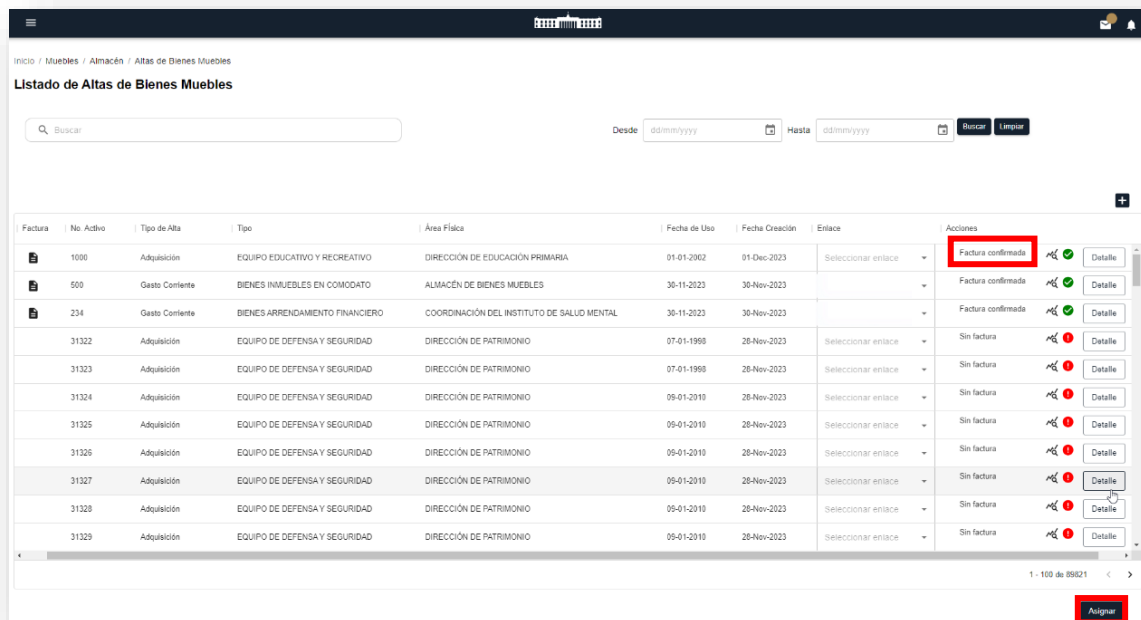 Inicio / Muebles / Almacén / Altas de Bienes Muebles
Listado de Altas de Bienes Muebles
Buscar Desde dd/mm/yyyy Hasta dd/mm/yyyy Buscar Limpiar
Factura No. Activo Tipo de Alta Tipo Área Física Fecha de Uso Fecha Creación Enlace Acciones
1000 Adquisición EQUIPO EDUCATIVO Y RECREATIVO DIRECCIÓN DE EDUCACIÓN PRIMARIA 01-01-2002 01-Dec-2023 Seleccionar enlace Factura confirmada Detalle
500 Gasto Corriente BIENES INMUEBLES EN COMODATO ALMACÉN DE BIENES MUEBLES 30-11-2023 30-Nov-2023 Factura confirmada Detalle
234 Gasto Corriente BIENES ARRENDAMIENTO FINANCIERO COORDINACIÓN DEL INSTITUTO DE SALUD MENTAL 30-11-2023 30-Nov-2023 Factura confirmada Detalle
31322 Adquisición EQUIPO DE DEFENSA Y SEGURIDAD DIRECCIÓN DE PATRIMONIO 07-01-1998 28-Nov-2023 Seleccionar enlace Sin factura Detalle
31323 Adquisición EQUIPO DE DEFENSA Y SEGURIDAD DIRECCIÓN DE PATRIMONIO 07-01-1998 28-Nov-2023 Seleccionar enlace Sin factura Detalle
31324 Adquisición EQUIPO DE DEFENSA Y SEGURIDAD DIRECCIÓN DE PATRIMONIO 09-01-2010 28-Nov-2023 Seleccionar enlace Sin factura Detalle
31325 Adquisición EQUIPO DE DEFENSA Y SEGURIDAD DIRECCIÓN DE PATRIMONIO 09-01-2010 28-Nov-2023 Seleccionar enlace Sin factura Detalle
31326 Adquisición EQUIPO DE DEFENSA Y SEGURIDAD DIRECCIÓN DE PATRIMONIO 09-01-2010 28-Nov-2023 Seleccionar enlace Sin factura Detalle
31327 Adquisición EQUIPO DE DEFENSA Y SEGURIDAD DIRECCIÓN DE PATRIMONIO 09-01-2010 28-Nov-2023 Seleccionar enlace Sin factura Detalle
31328 Adquisición EQUIPO DE DEFENSA Y SEGURIDAD DIRECCIÓN DE PATRIMONIO 09-01-2010 28-Nov-2023 Seleccionar enlace Sin factura Detalle
31329 Adquisición EQUIPO DE DEFENSA Y SEGURIDAD DIRECCIÓN DE PATRIMONIO 09-01-2010 28-Nov-2023 Seleccionar enlace Sin factura Detalle
1 - 100 de 89821
Asignar